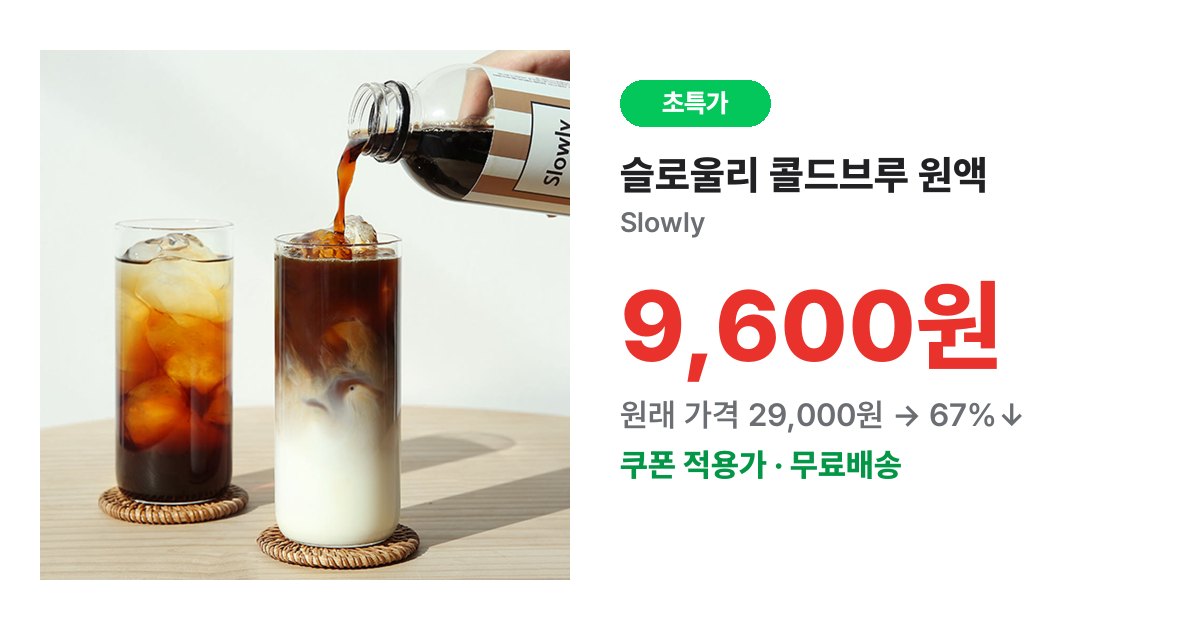 Slowly
초특가
슬로울리 콜드브루 원액
Slowly
9,600원
원래 가격 29,000원 → 67%↓
쿠폰 적용가 · 무료배송